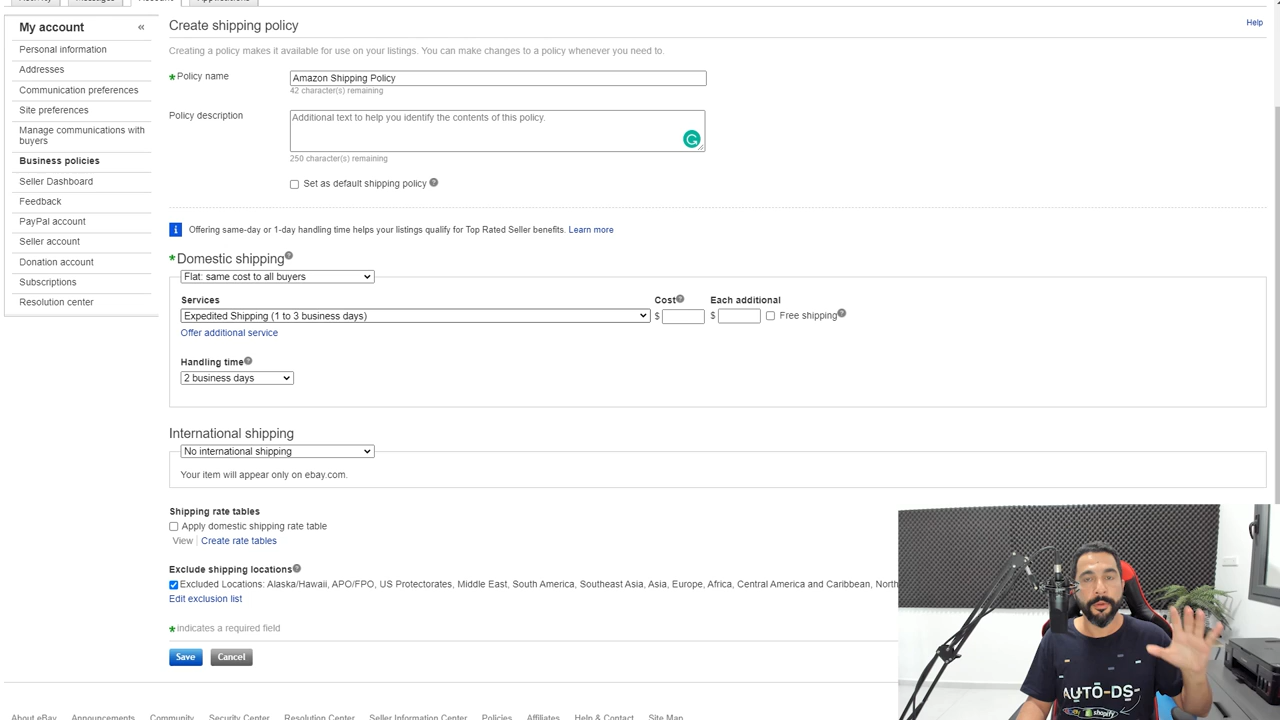 Messages
Account
Applications
My account «
Personal information
Addresses
Communication preferences
Site preferences
Manage communications with
buyers
Business policies
Seller Dashboard
Feedback
PayPal account
Seller account
Donation account
Subscriptions
Resolution center
Create shipping policy
Help
Creating a policy makes it available for use on your listings. You can make changes to a policy whenever you need to.
*Policy name
Amazon Shipping Policy
42 character(s) remaining
Policy description
Additional text to help you identify the contents of this policy.
250 character(s) remaining
Set as default shipping policy ?
i Offering same-day or 1-day handling time helps your listings qualify for Top Rated Seller benefits. Learn more
*Domestic shipping ?
Flat: same cost to all buyers
Services Cost ? Each additional
Expedited Shipping (1 to 3 business days) $ $ Free shipping ?
Offer additional service
Handling time ?
2 business days
International shipping
No international shipping
Your item will appear only on ebay.com.
Shipping rate tables
Apply domestic shipping rate table
View | Create rate tables
Exclude shipping locations ?
Excluded Locations: Alaska/Hawaii, APO/FPO, US Protectorates, Middle East, South America, Southeast Asia, Asia, Europe, Africa, Central America and Caribbean, North
Edit exclusion list
*indicates a required field
Save Cancel
About eBay Announcements Community Security Center Resolution Center Seller Information Center Policies Affiliates Help & Contact Site Map
AUTO-DS
shopify